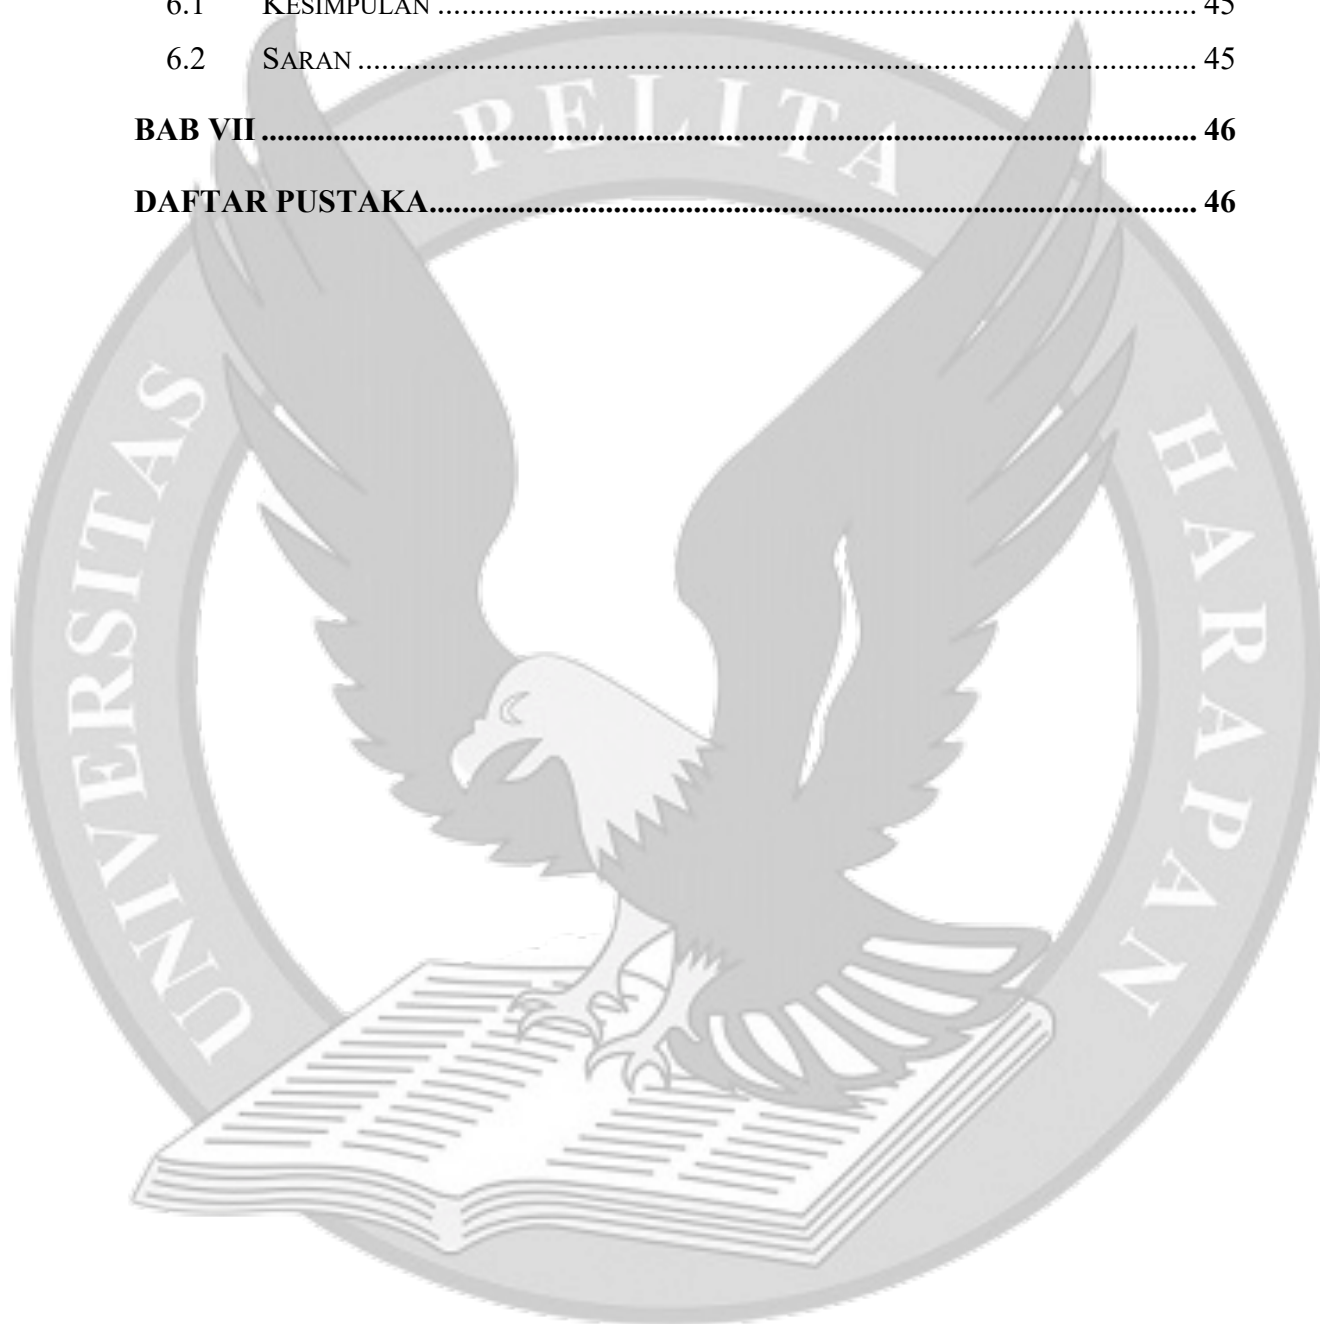 6.1 KESIMPULAN .......................................................................................... 45
6.2 SARAN .................................................................................................... 45
BAB VII ................................................................................................................ 46
DAFTAR PUSTAKA............................................................................................ 46
UNIVERSITAS PELITA HARAPAN